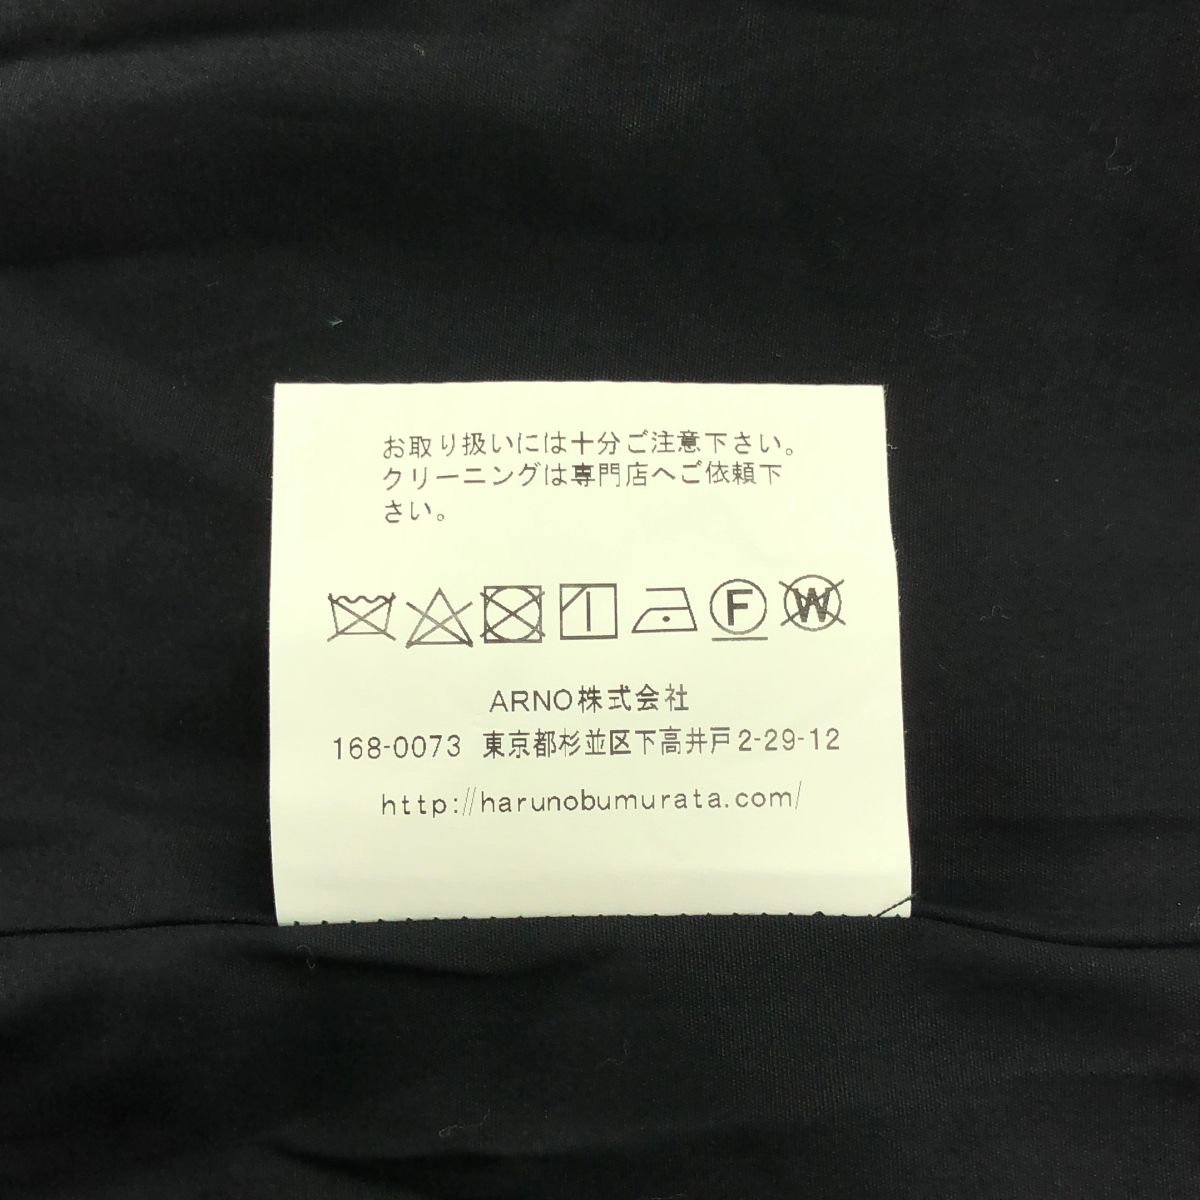 お取り扱いには十分ご注意下さい。
クリーニングは専門店へご依頼下
さい。
F W
ARNO株式会社
168-0073 東京都杉並区下高井戸2-29-12
http://harunobumurata.com/